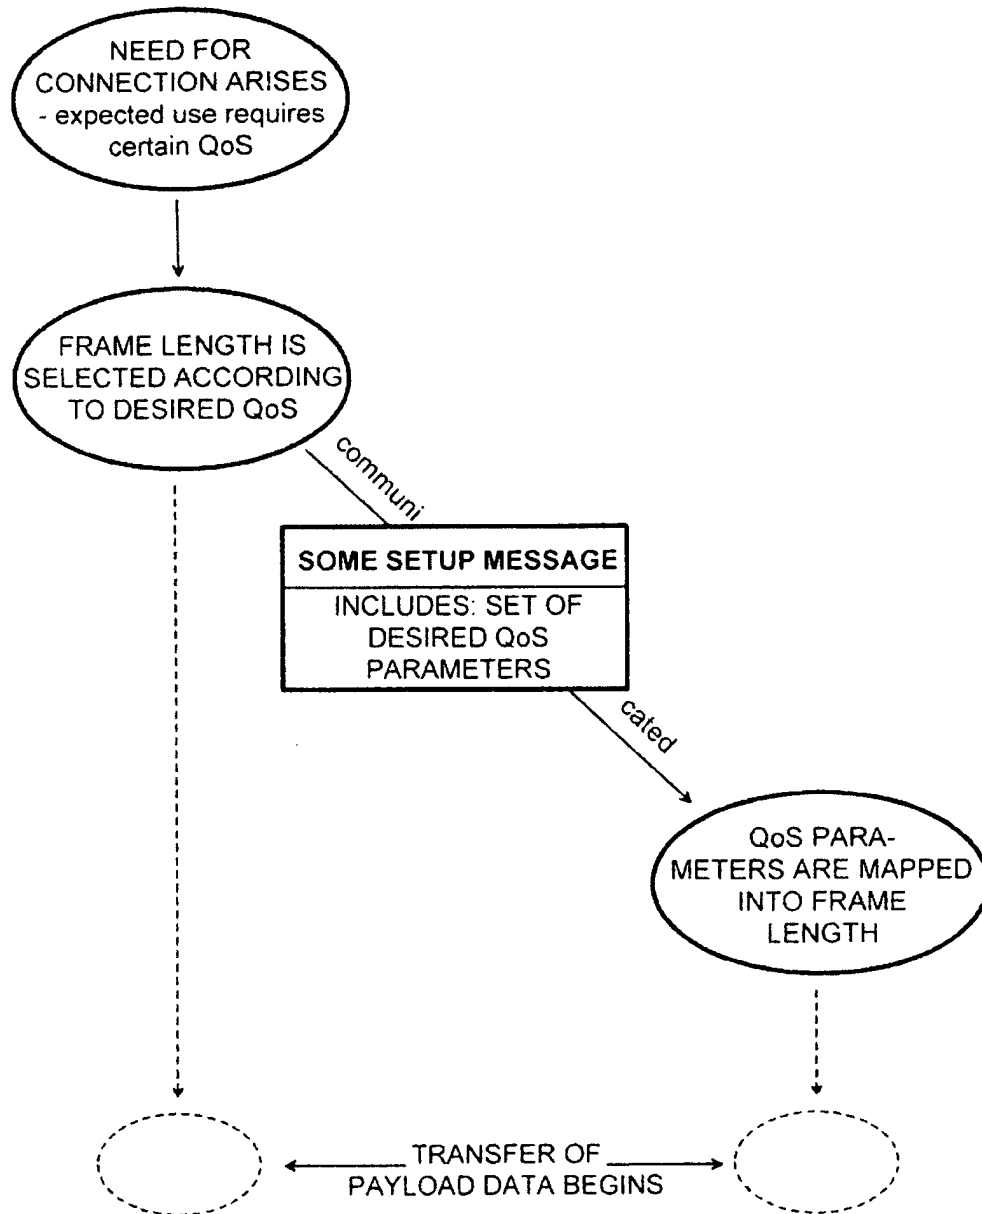 NEED FOR
CONNECTION ARISES
- expected use requires
certain QoS
FRAME LENGTH IS
SELECTED ACCORDING
TO DESIRED QoS
communi
SOME SETUP MESSAGE
INCLUDES: SET OF
DESIRED QoS
PARAMETERS
cated
QoS PARA-
METERS ARE MAPPED
INTO FRAME
LENGTH
TRANSFER OF
PAYLOAD DATA BEGINS